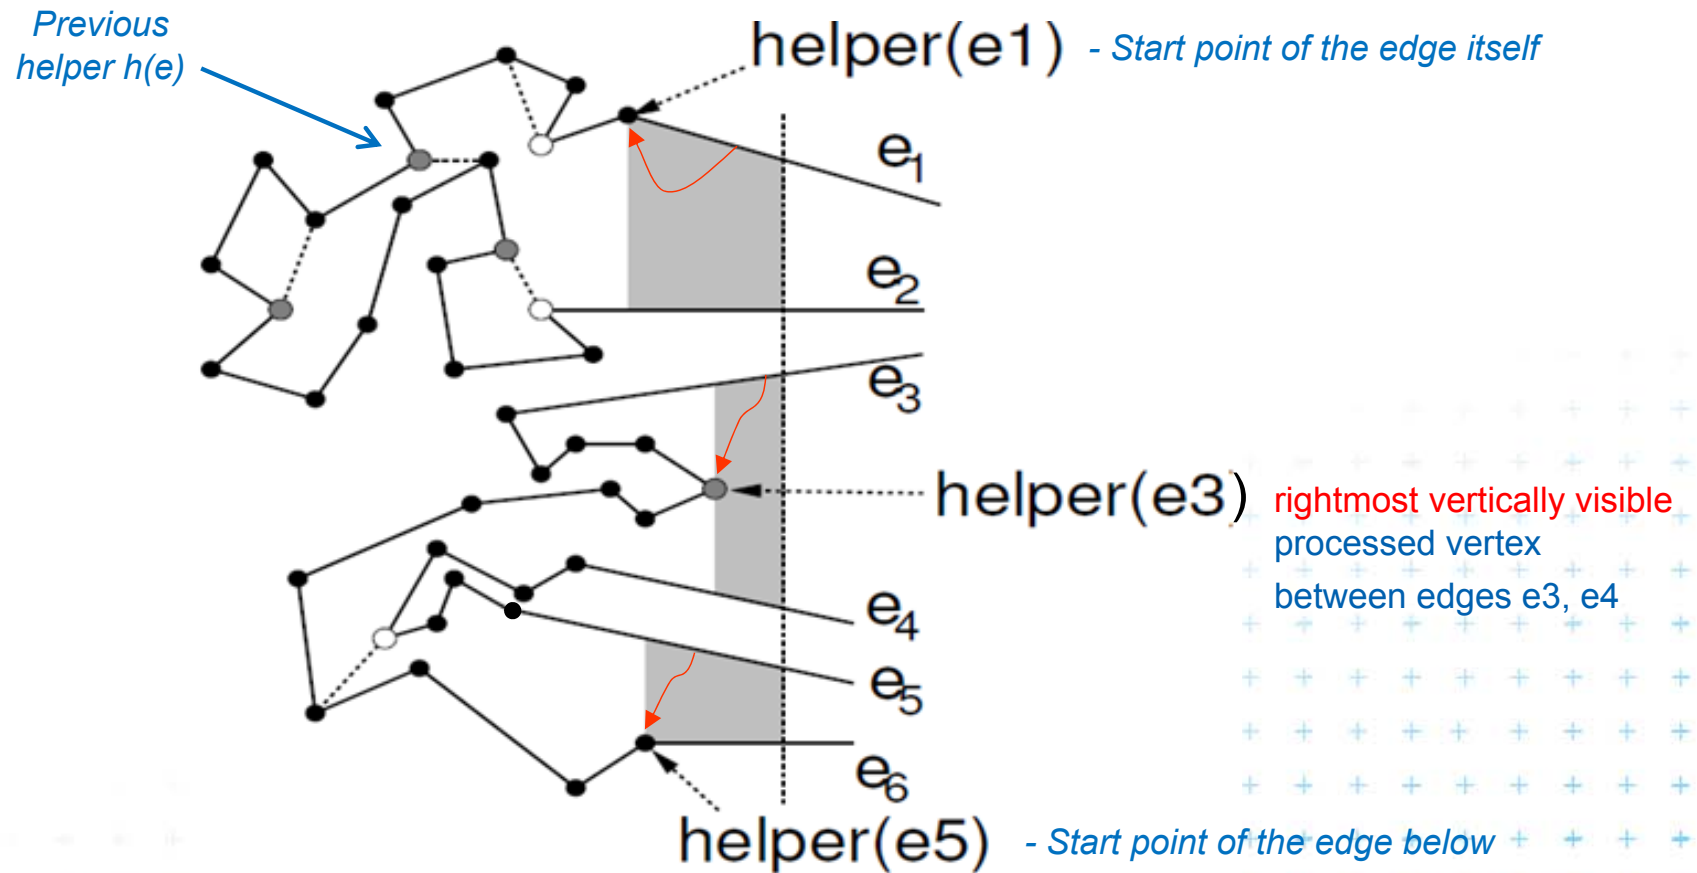 Previous
helper h(e)
helper(e1) - Start point of the edge itself
e1
e2
e3
helper(e3) rightmost vertically visible
processed vertex
between edges e3, e4
e4
e5
e6
helper(e5) - Start point of the edge below